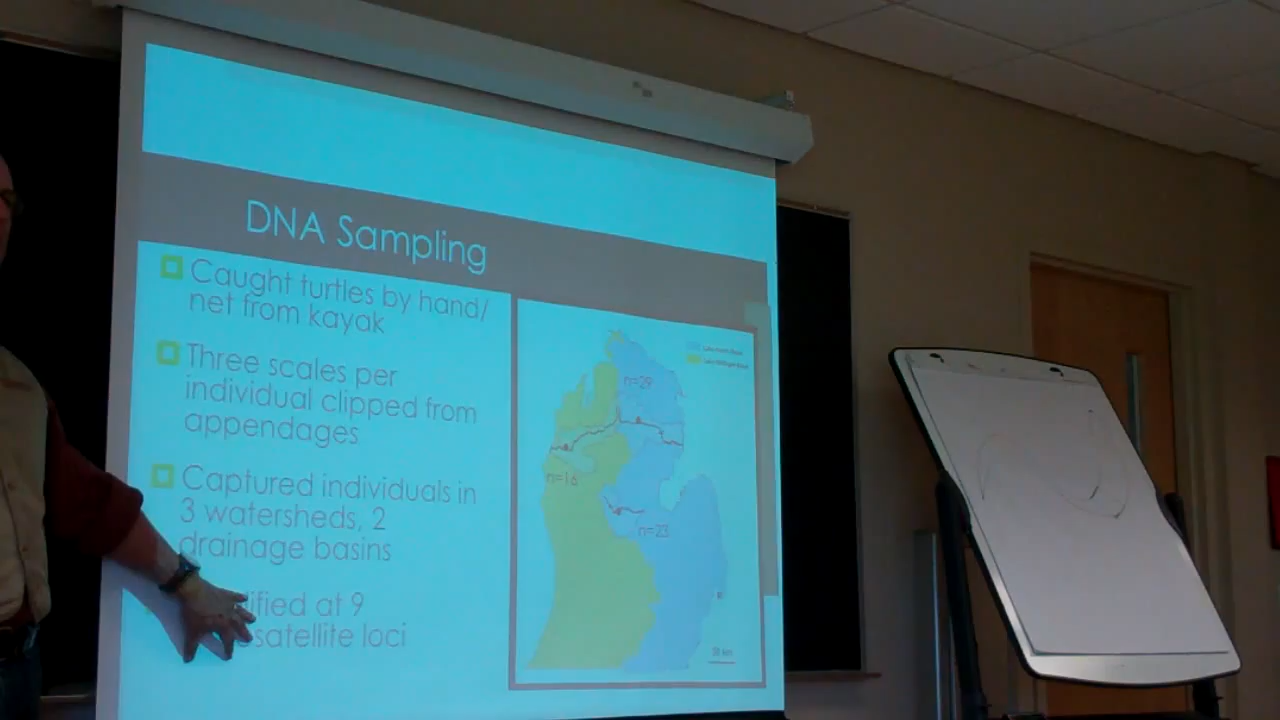 DNA Sampling
Caught turtles by hand/
net from kayak
Three scales per
individual clipped from
appendages
Captured individuals in
3 watersheds, 2
drainage basins
ified at 9
satellite loci
n=29
n=16
n=23